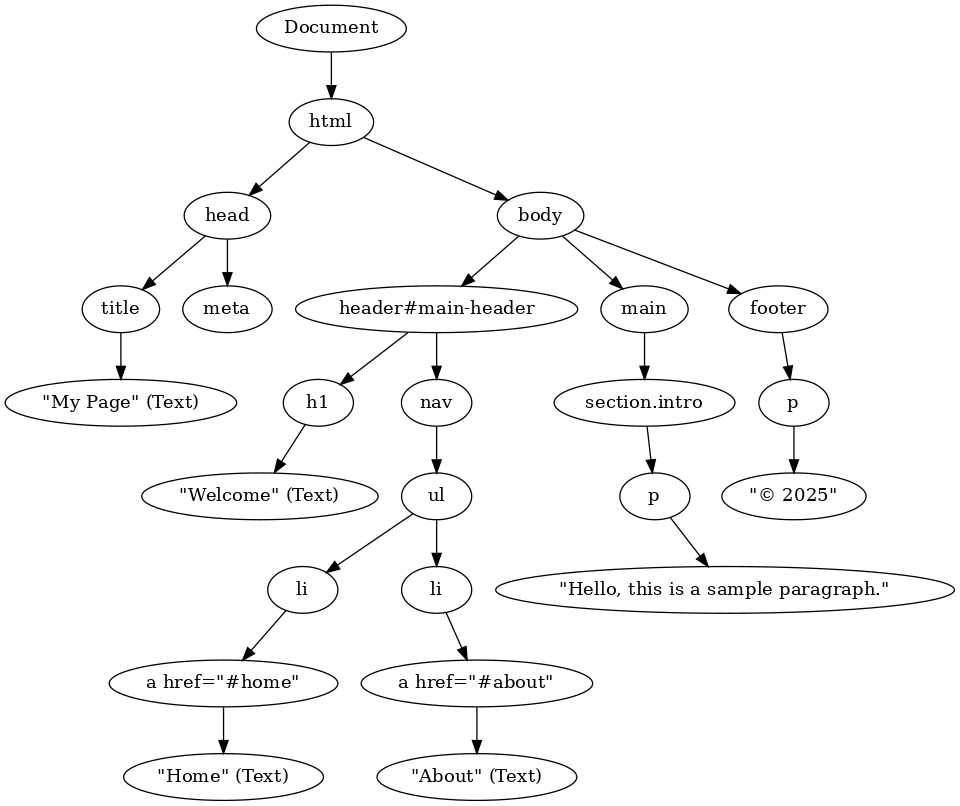 Document
html
head
body
title
meta
header#main-header
main
footer
"My Page" (Text)
h1
nav
section.intro
p
"Welcome" (Text)
ul
p
"© 2025"
li
li
"Hello, this is a sample paragraph."
a href="#home"
a href="#about"
"Home" (Text)
"About" (Text)